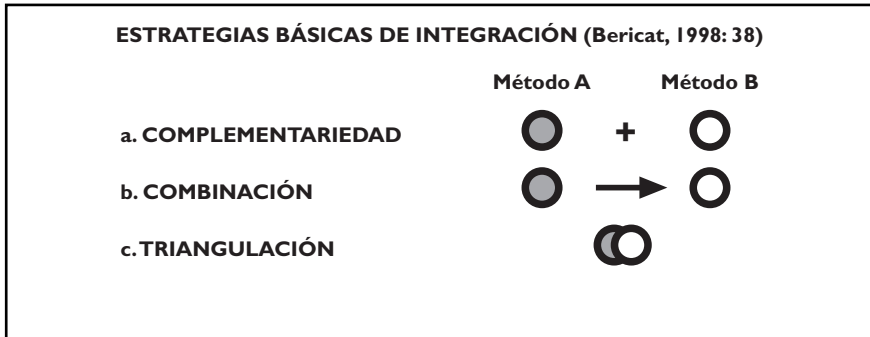 ESTRATEGIAS BÁSICAS DE INTEGRACIÓN (Bericat, 1998: 38)
Método A Método B
a. COMPLEMENTARIEDAD +
b. COMBINACIÓN
c. TRIANGULACIÓN